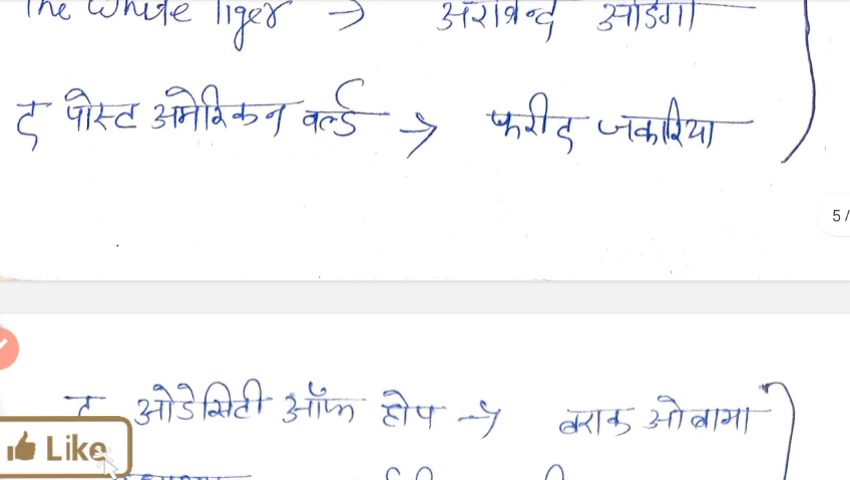 The White Tiger → अरविन्द अडिगा
द पोस्ट अमेरिकन वर्ल्ड → फरीद जकारिया
5/
द ओडेसिटी ऑफ होप → बराक ओबामा
Like